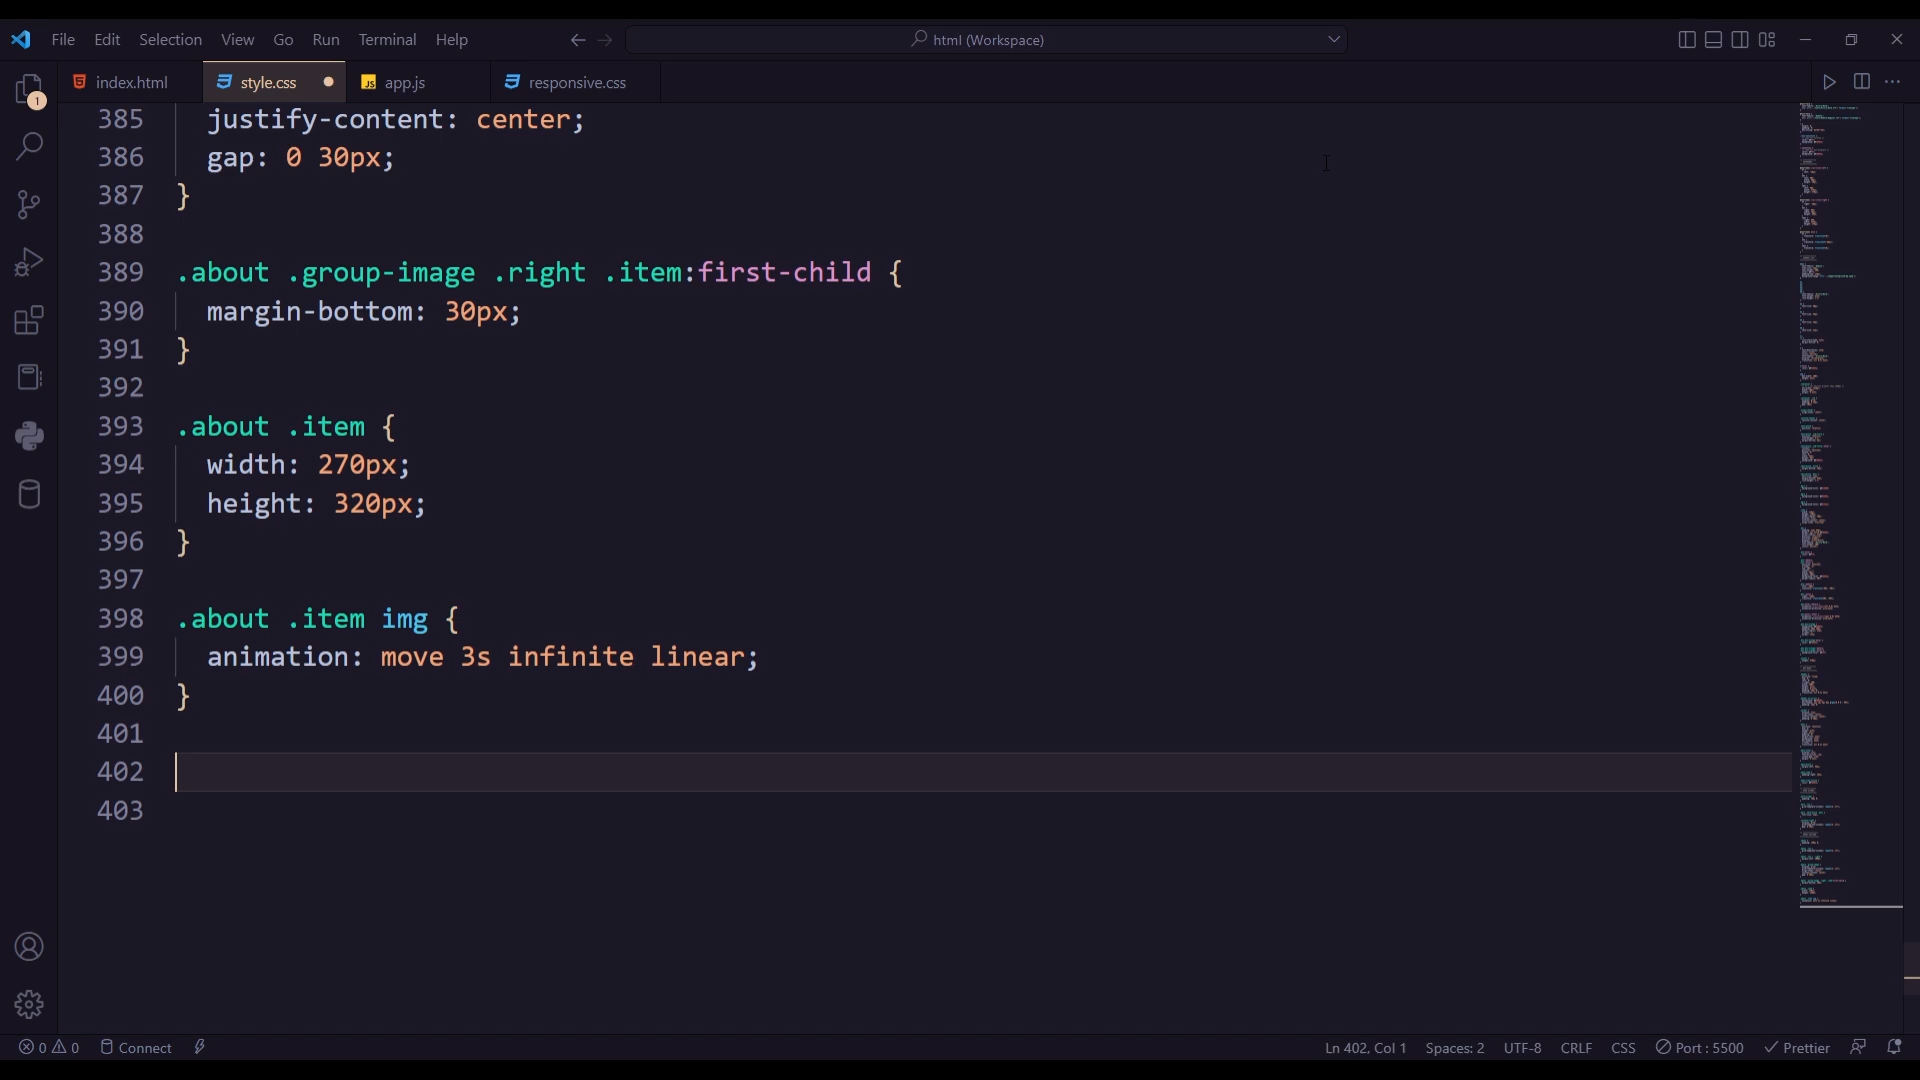 File Edit Selection View Go Run Terminal Help
html (Workspace)
index.html style.css app.js responsive.css
1
385 justify-content: center;
386 gap: 0 30px;
387 }
388
389 .about .group-image .right .item:first-child {
390 margin-bottom: 30px;
391 }
392
393 .about .item {
394 width: 270px;
395 height: 320px;
396 }
397
398 .about .item img {
399 animation: move 3s infinite linear;
400 }
401
402
403
0 0 Connect Ln 402, Col 1 Spaces: 2 UTF-8 CRLF CSS Port : 5500 Prettier